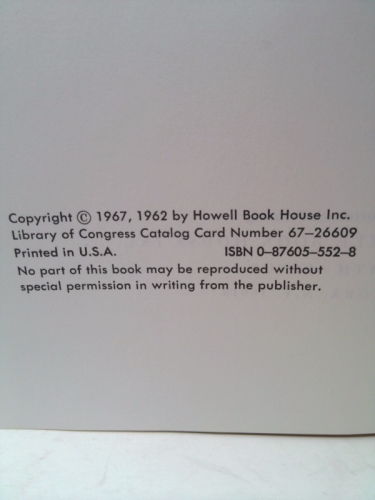 Copyright © 1967, 1962 by Howell Book House Inc.
Library of Congress Catalog Card Number 67–26609
Printed in U.S.A. ISBN 0–87605–552–8
No part of this book may be reproduced without
special permission in writing from the publisher.